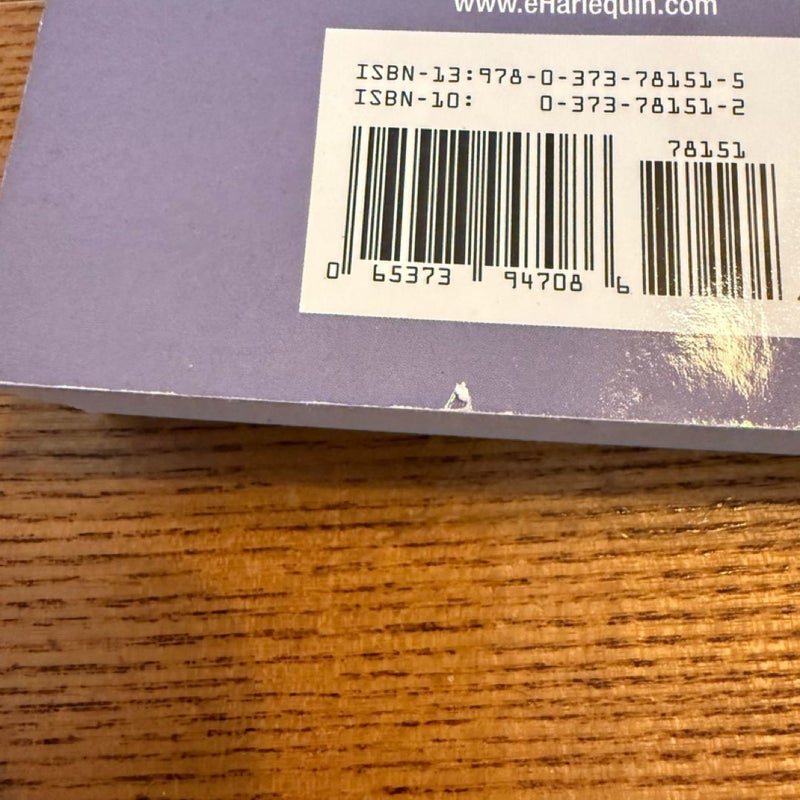 www.eHarlequin.com
ISBN-13:978-0-373-78151-5
ISBN-10: 0-373-78151-2
78151
0 65373 94708 6